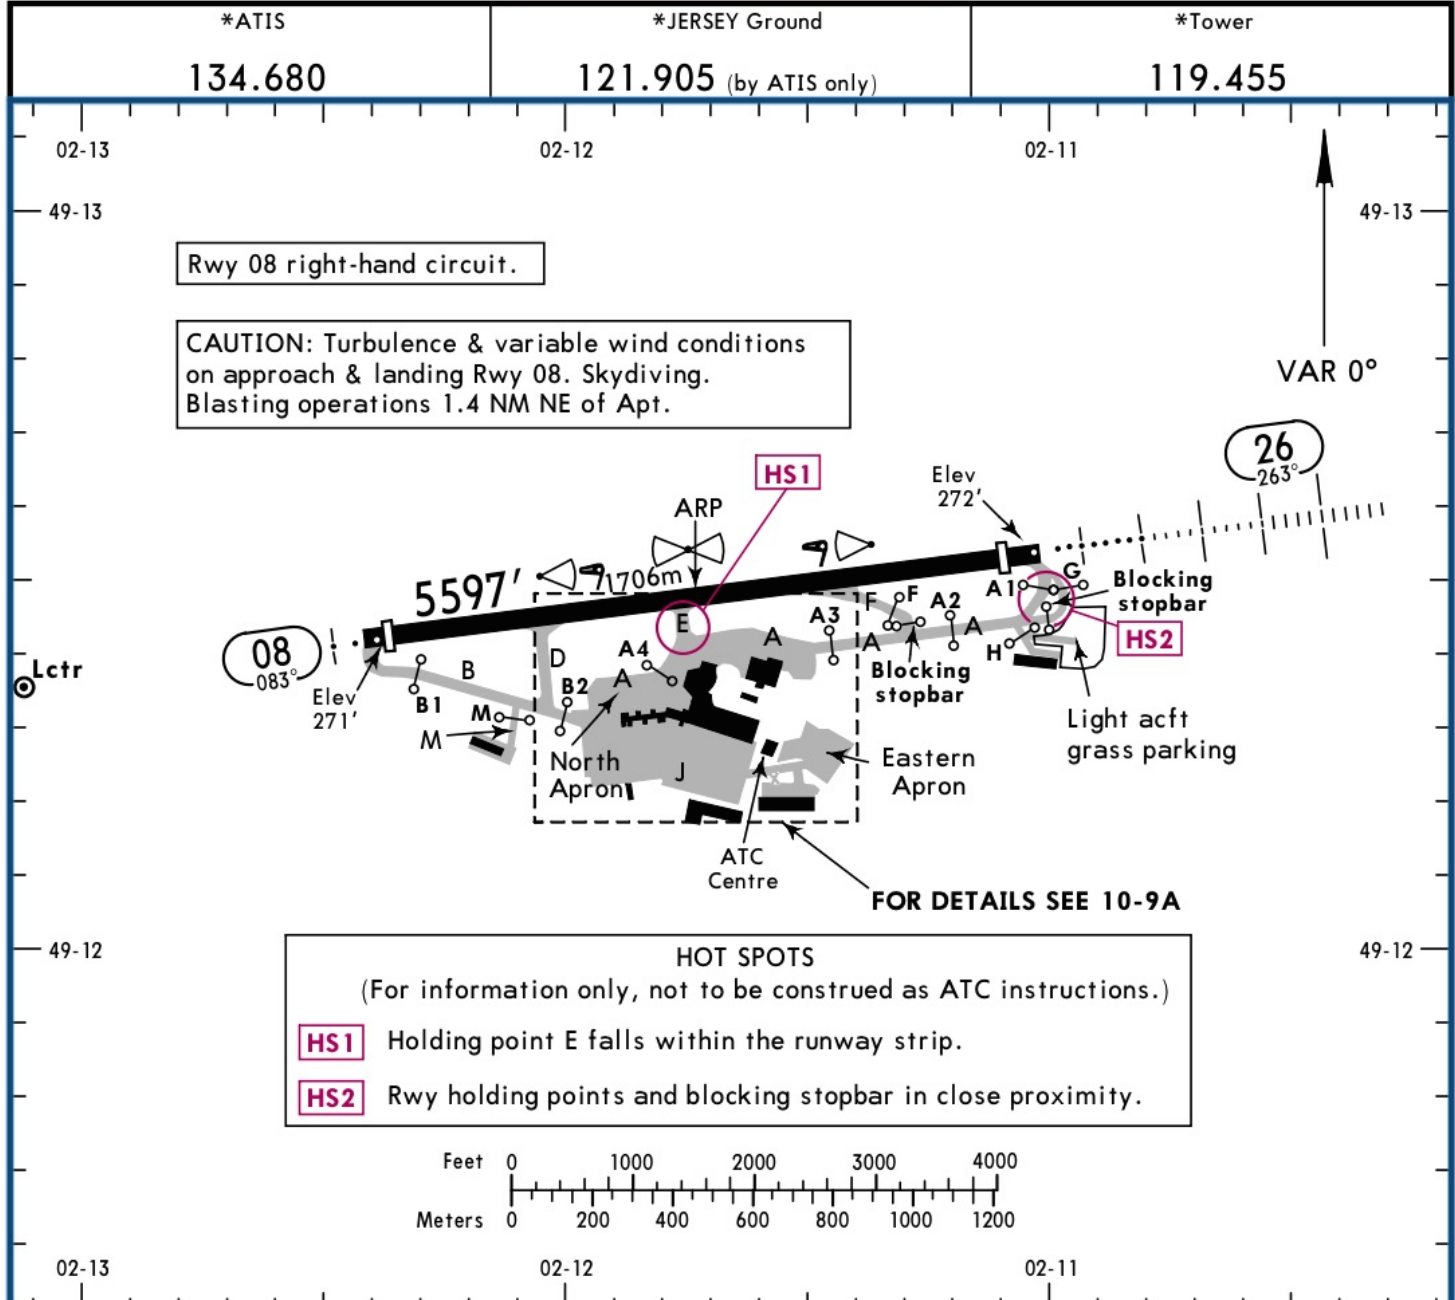 *ATIS
134.680
*JERSEY Ground
121.905 (by ATIS only)
*Tower
119.455
02-13
02-12
02-11
49-13
49-13
Rwy 08 right-hand circuit.
CAUTION: Turbulence & variable wind conditions
on approach & landing Rwy 08. Skydiving.
Blasting operations 1.4 NM NE of Apt.
VAR 0°
26
263°
Elev
272'
HS1
ARP
5597'
1706m
08
083°
Lctr
Elev
271'
B
B1
M
M
D
B2
A4
A
E
A
A3
F
F
A
A2
A
A1
G
H
Blocking
stopbar
HS2
Blocking
stopbar
Light acft
grass parking
North
Apron
J
x
Eastern
Apron
ATC
Centre
FOR DETAILS SEE 10-9A
49-12
49-12
HOT SPOTS
(For information only, not to be construed as ATC instructions.)
HS1 Holding point E falls within the runway strip.
HS2 Rwy holding points and blocking stopbar in close proximity.
Feet 0 1000 2000 3000 4000
Meters 0 200 400 600 800 1000 1200
02-13
02-12
02-11